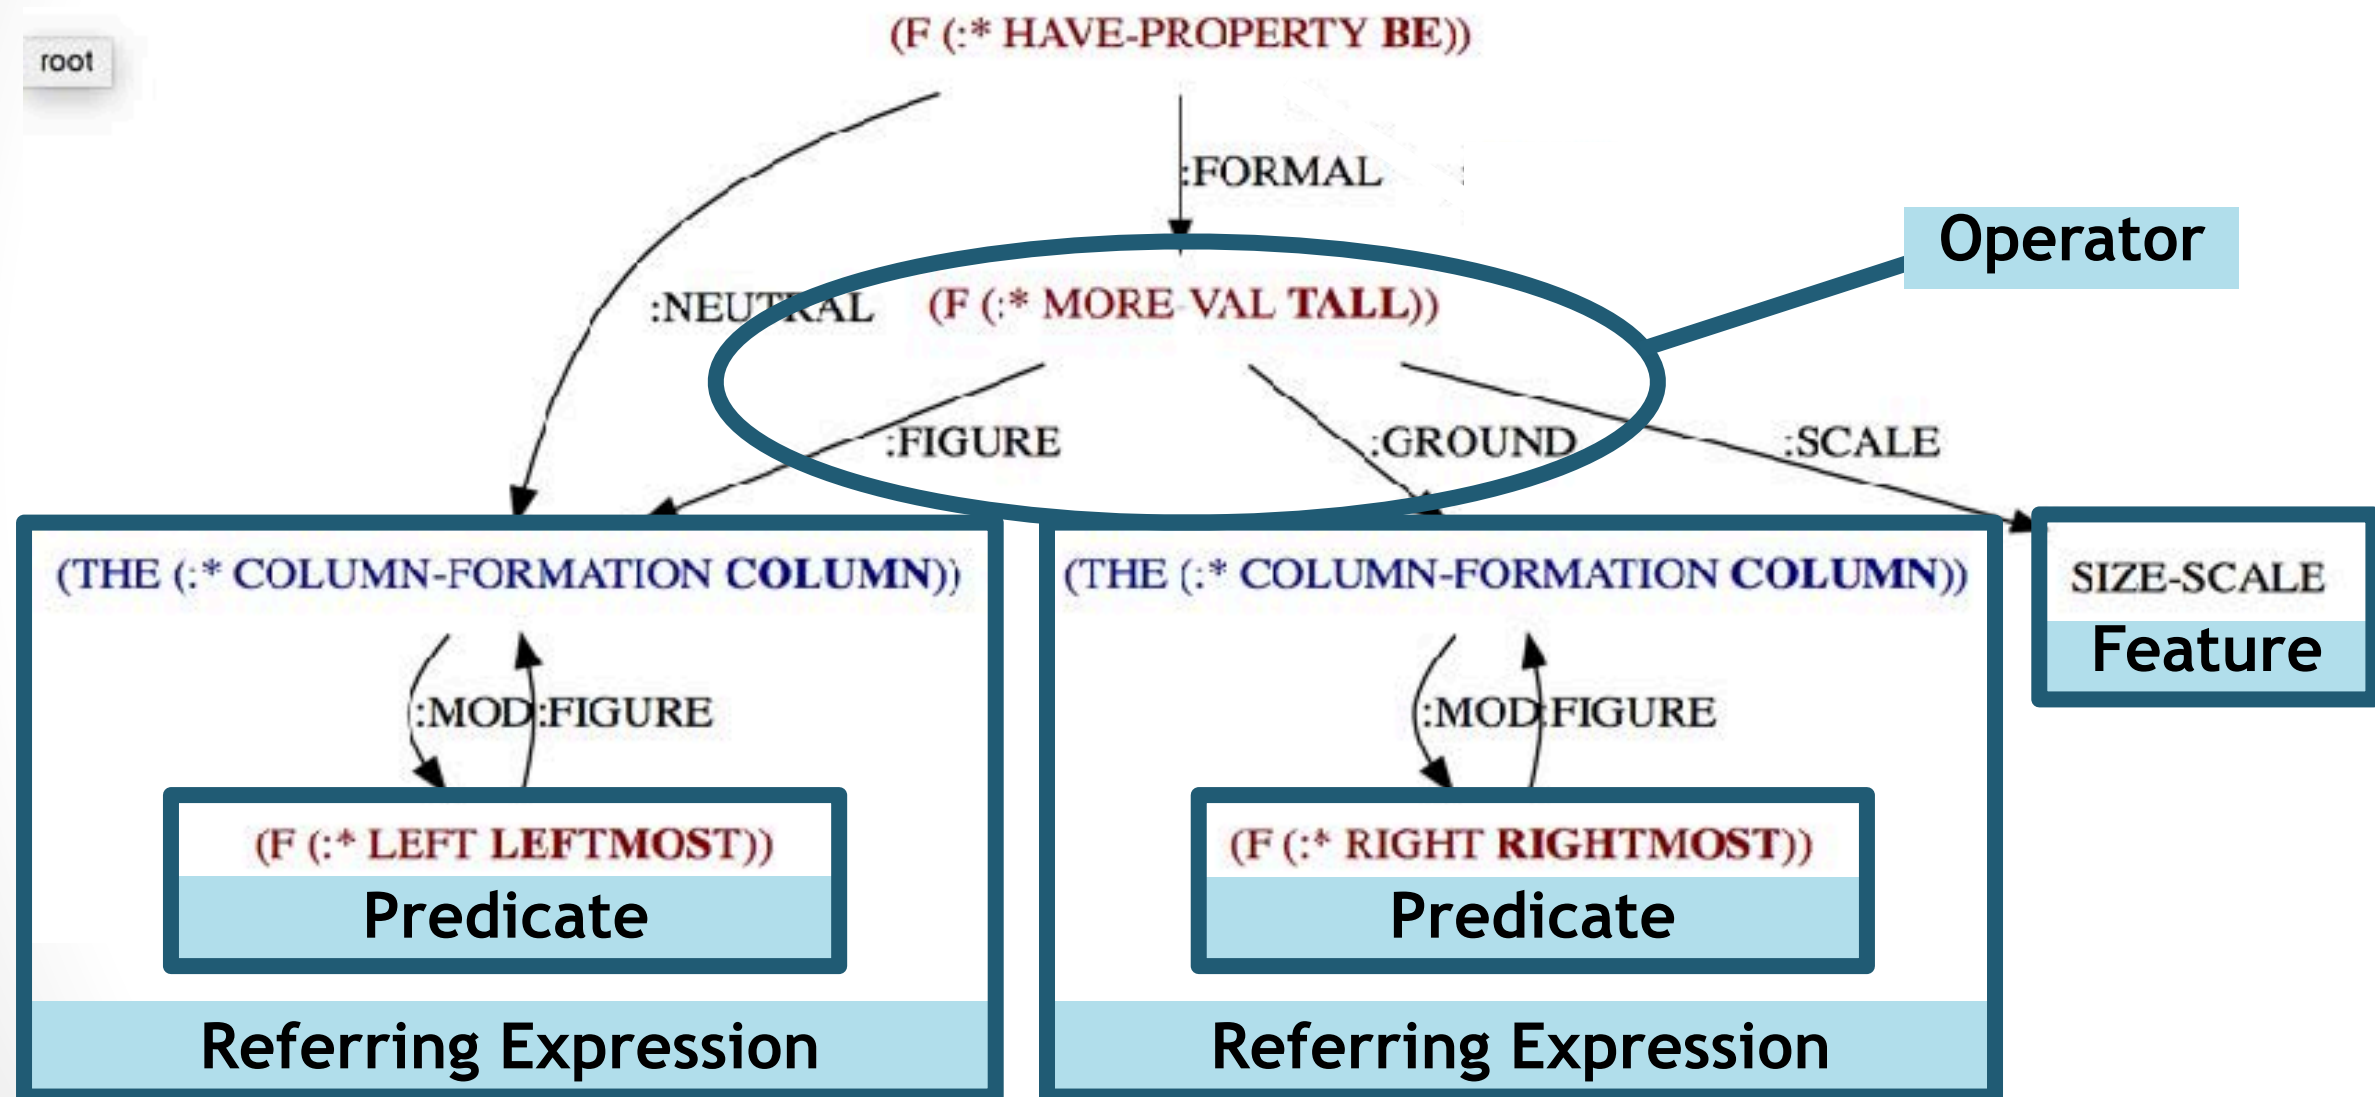 (F (:* HAVE-PROPERTY BE))
root
:FORMAL
Operator
:NEUTRAL
(F (:* MORE-VAL TALL))
:FIGURE
:GROUND
:SCALE
(THE (:* COLUMN-FORMATION COLUMN))
(THE (:* COLUMN-FORMATION COLUMN))
SIZE-SCALE
Feature
:MOD
:FIGURE
:MOD
:FIGURE
(F (:* LEFT LEFTMOST))
Predicate
(F (:* RIGHT RIGHTMOST))
Predicate
Referring Expression
Referring Expression